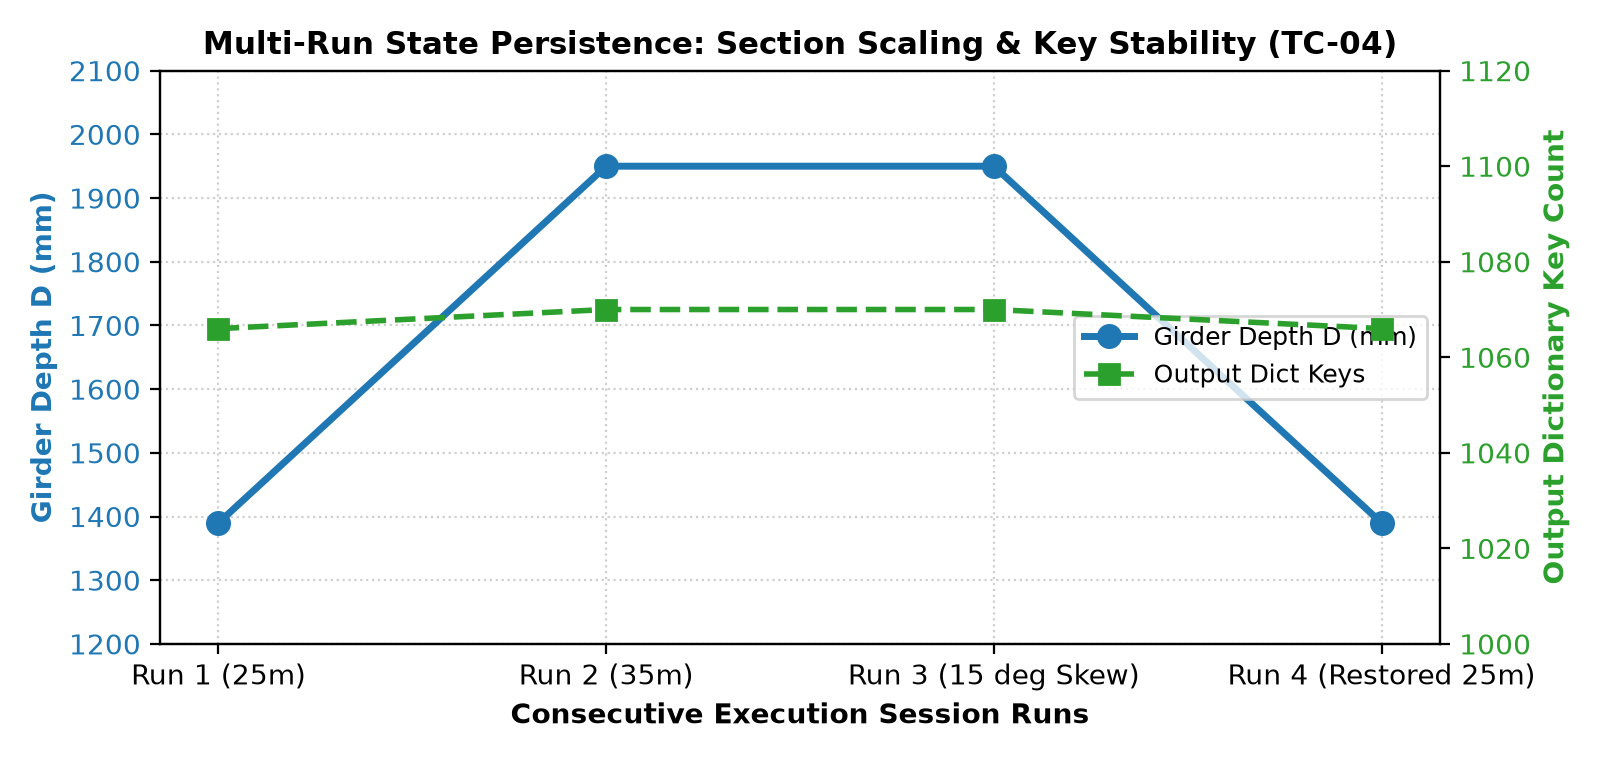 Multi-Run State Persistence: Section Scaling & Key Stability (TC-04)
2100
2000
1900
1800
1700
1600
1500
1400
1300
1200
Girder Depth D (mm)
1120
1100
1080
1060
1040
1020
1000
Output Dictionary Key Count
Girder Depth D (mm)
Output Dict Keys
Run 1 (25m)
Run 2 (35m)
Run 3 (15 deg Skew)
Run 4 (Restored 25m)
Consecutive Execution Session Runs